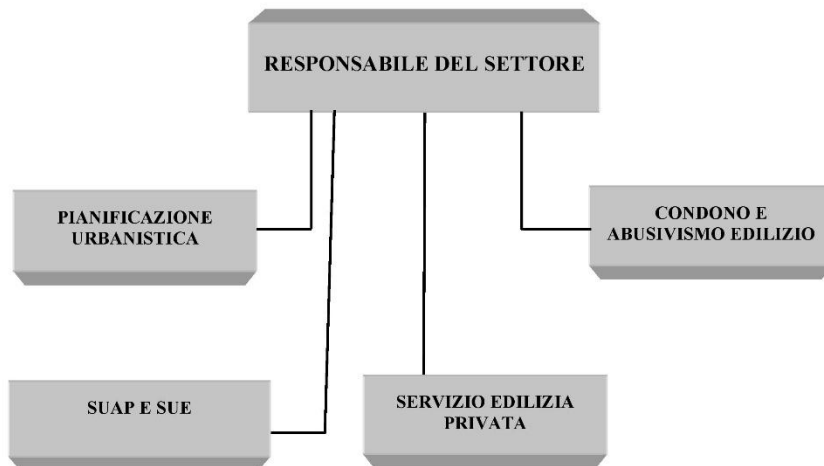 RESPONSABILE DEL SETTORE
PIANIFICAZIONE
URBANISTICA
CONDONO E
ABUSIVISMO EDILIZIO
SUAP E SUE
SERVIZIO EDILIZIA
PRIVATA